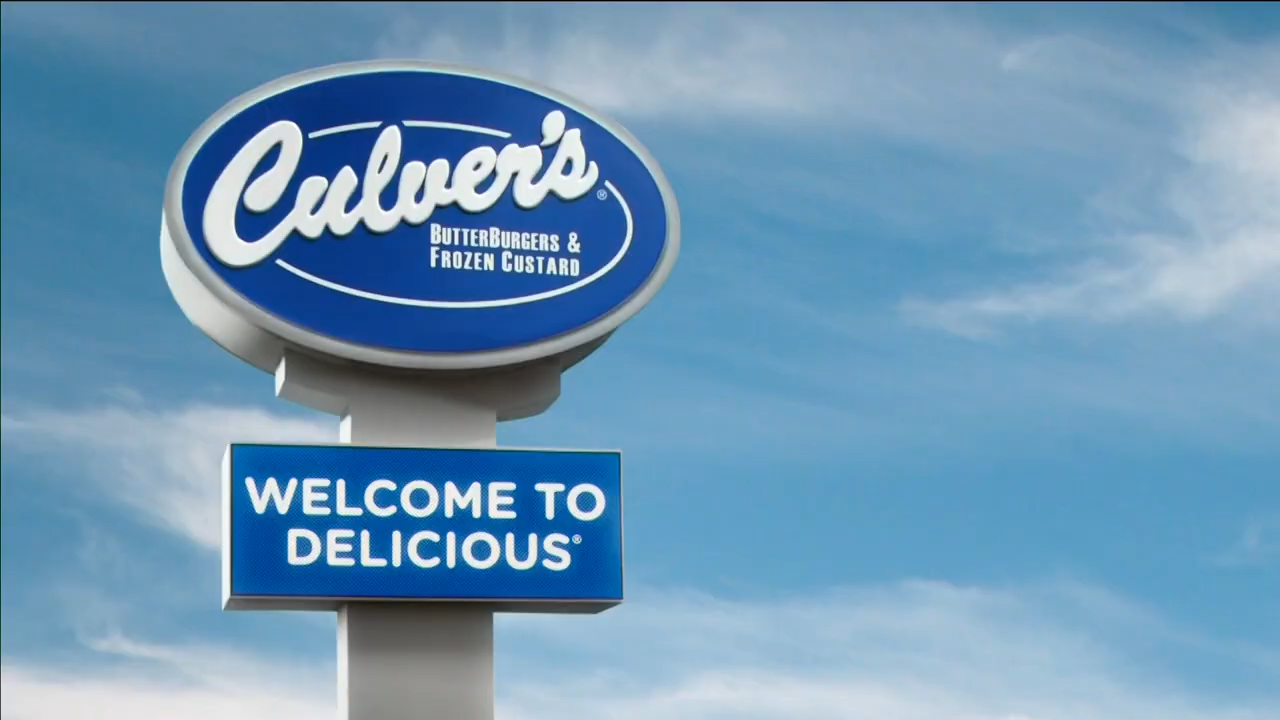 Culver's®
BUTTERBURGERS &
FROZEN CUSTARD
WELCOME TO
DELICIOUS®